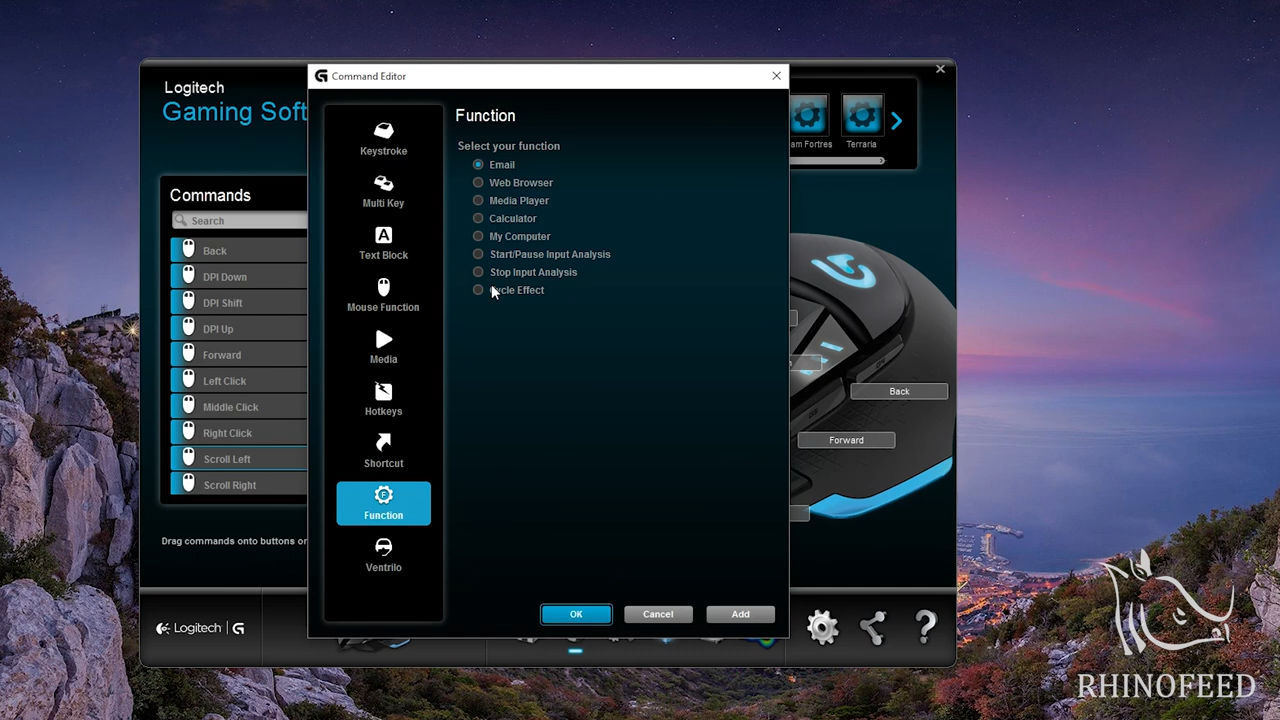 Command Editor
Logitech
Gaming Soft
Commands
Search
Back
DPI Down
DPI Shift
DPI Up
Forward
Left Click
Middle Click
Right Click
Scroll Left
Scroll Right
Drag commands onto buttons or
Logitech | G
Keystroke
Multi Key
Text Block
Mouse Function
Media
Hotkeys
Shortcut
Function
Ventrilo
Function
Select your function
Email
Web Browser
Media Player
Calculator
My Computer
Start/Pause Input Analysis
Stop Input Analysis
Cycle Effect
OK
Cancel
Add
am Fortres
Terraria
Back
Forward
RHINOFEED